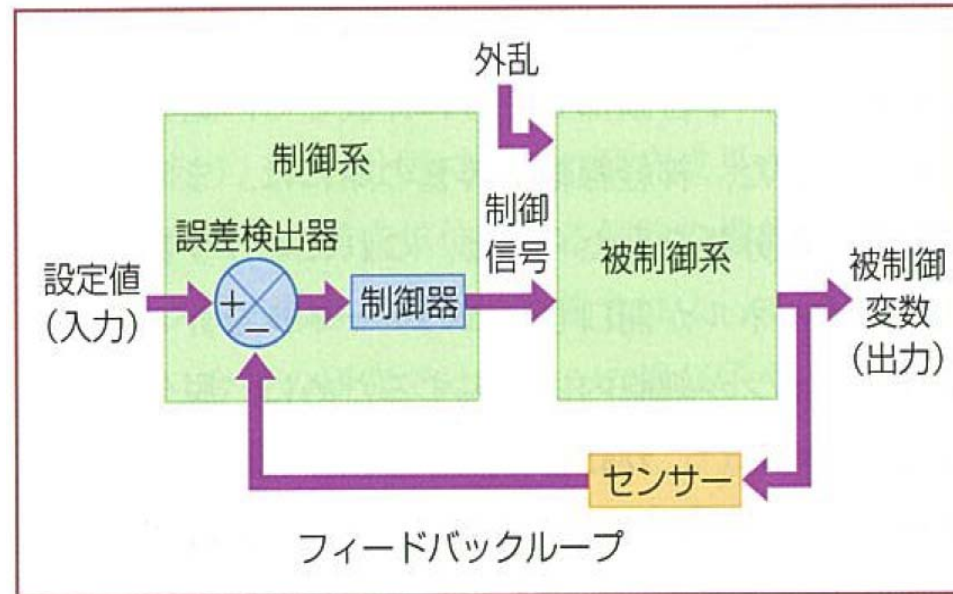 外乱
制御系
誤差検出器
設定値
(入力)
+
−
制御器
制御
信号
被制御系
被制御
変数
(出力)
センサー
フィードバックループ